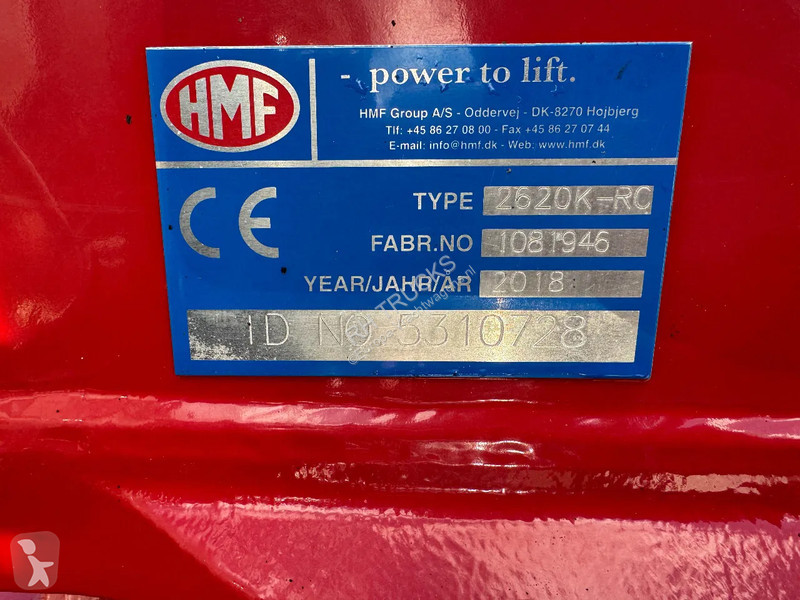 HMF
- power to lift.
HMF Group A/S - Oddervej - DK-8270 Højbjerg
Tlf: +45 86 27 08 00 - Fax +45 86 27 07 44
E-mail: info@hmf.dk - Web: www.hmf.dk
CE
TYPE 2620K-RC
FABR.NO 1081946
YEAR/JAHR/AR 2018
ID NO 5310728
TRUCKS